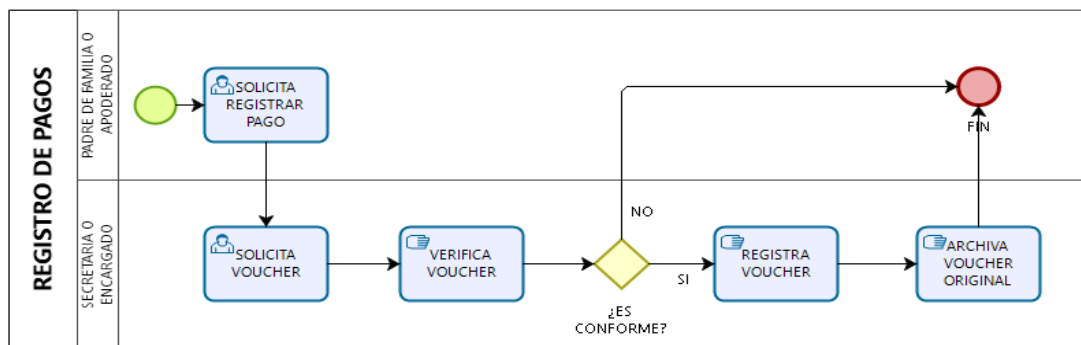 REGISTRO DE PAGOS
PADRE DE FAMILIA O
APODERADO
SOLICITA
REGISTRAR
PAGO
FIN
SECRETARIA O
ENCARGADO
SOLICITA
VOUCHER
VERIFICA
VOUCHER
NO
¿ES
CONFORME?
SI
REGISTRA
VOUCHER
ARCHIVA
VOUCHER
ORIGINAL